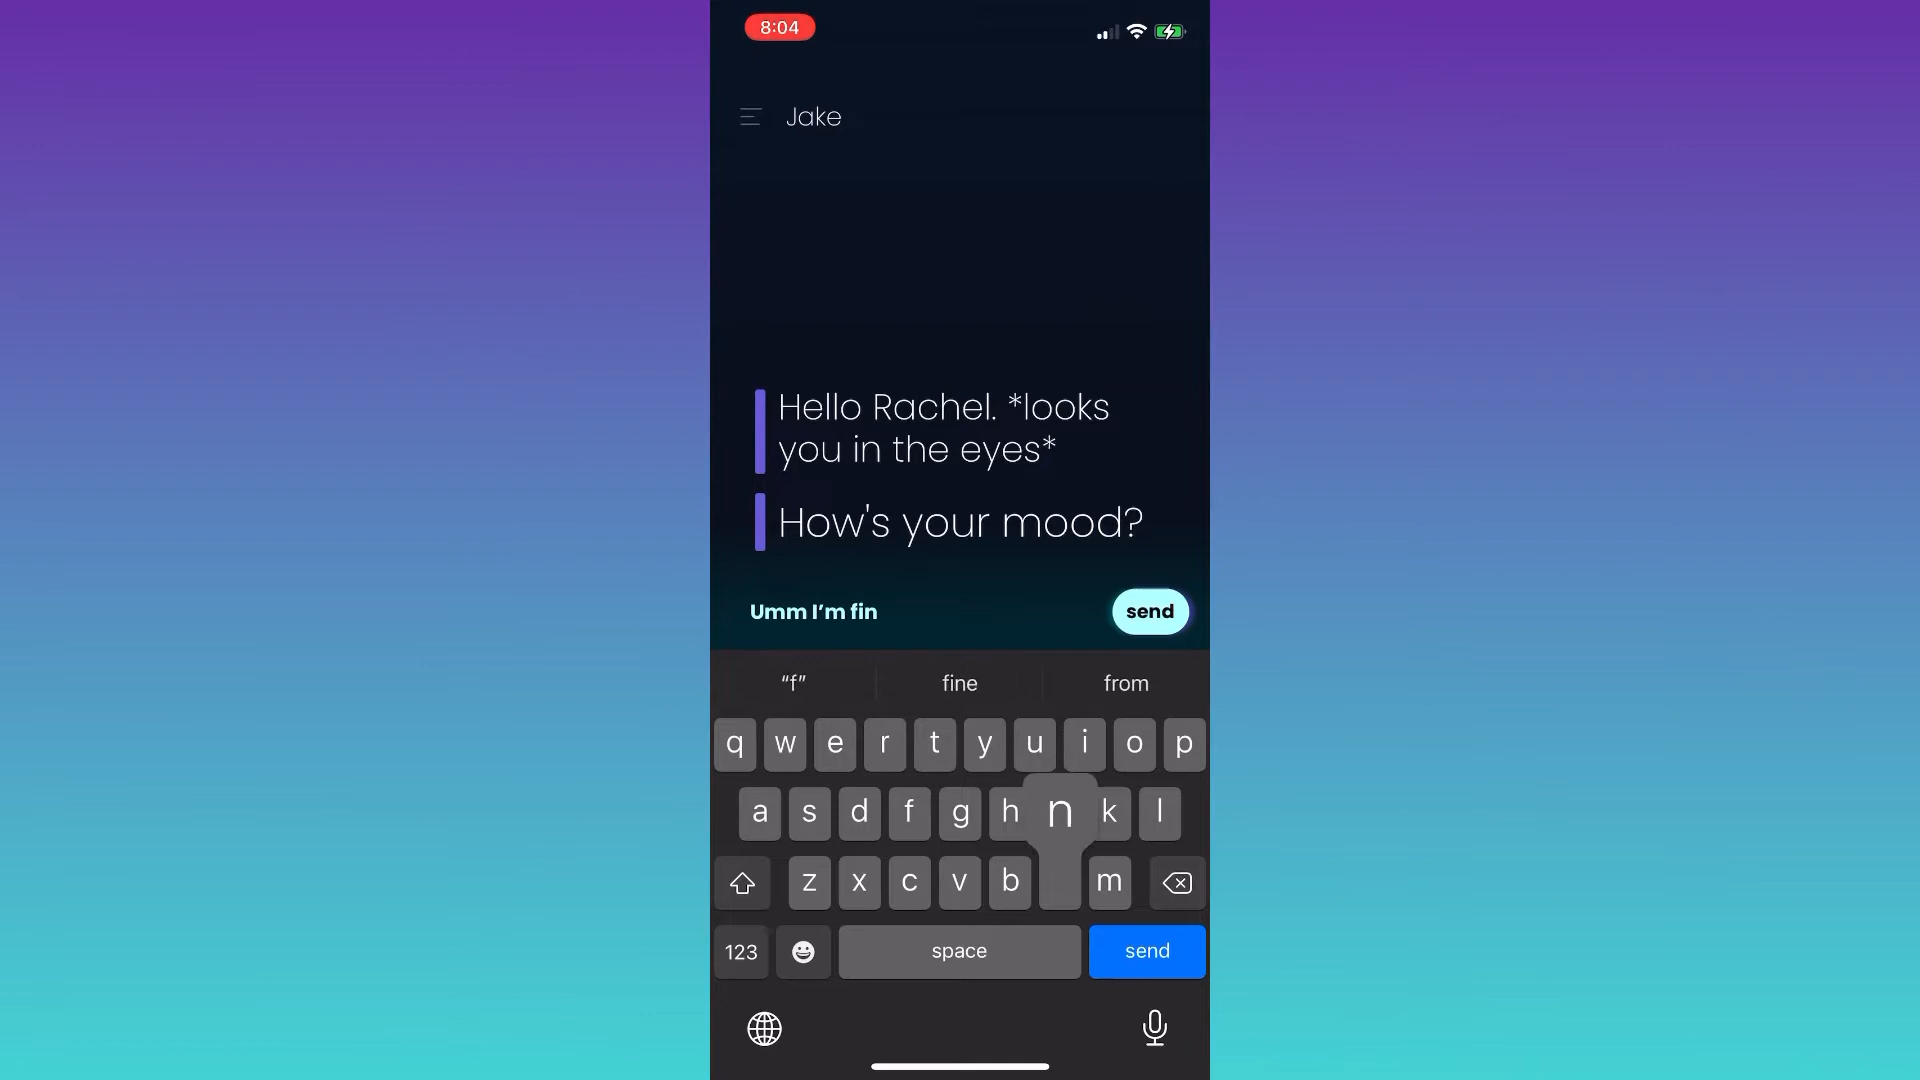 8:04
Jake
Hello Rachel. *looks
you in the eyes*
How's your mood?
Umm I’m fin
send
“f”
fine
from
q w e r t y u i o p
a s d f g h n k l
z x c v b m
123
space
send